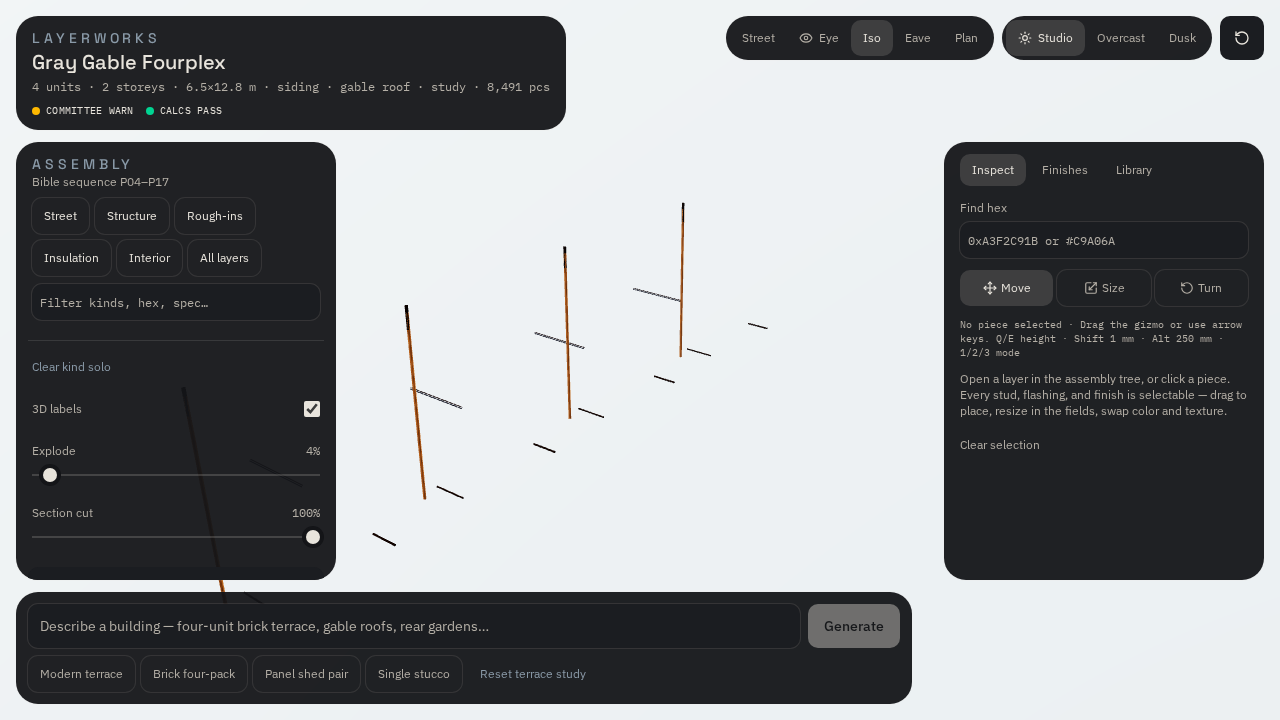 LAYERWORKS
Gray Gable Fourplex
4 units · 2 storeys · 6.5×12.8 m · siding · gable roof · study · 8,491 pcs
COMMITTEE WARN CALCS PASS
Street Eye Iso Eave Plan
Studio Overcast Dusk
ASSEMBLY
Bible sequence P04–P17
Street Structure Rough-ins
Insulation Interior All layers
Filter kinds, hex, spec…
Clear kind solo
3D labels
Explode 4%
Section cut 100%
Inspect Finishes Library
Find hex
0xA3F2C91B or #C9A06A
Move Size Turn
No piece selected · Drag the gizmo or use arrow
keys. Q/E height · Shift 1 mm · Alt 250 mm ·
1/2/3 mode
Open a layer in the assembly tree, or click a piece.
Every stud, flashing, and finish is selectable — drag to
place, resize in the fields, swap color and texture.
Clear selection
Describe a building — four-unit brick terrace, gable roofs, rear gardens…
Generate
Modern terrace Brick four-pack Panel shed pair Single stucco Reset terrace study